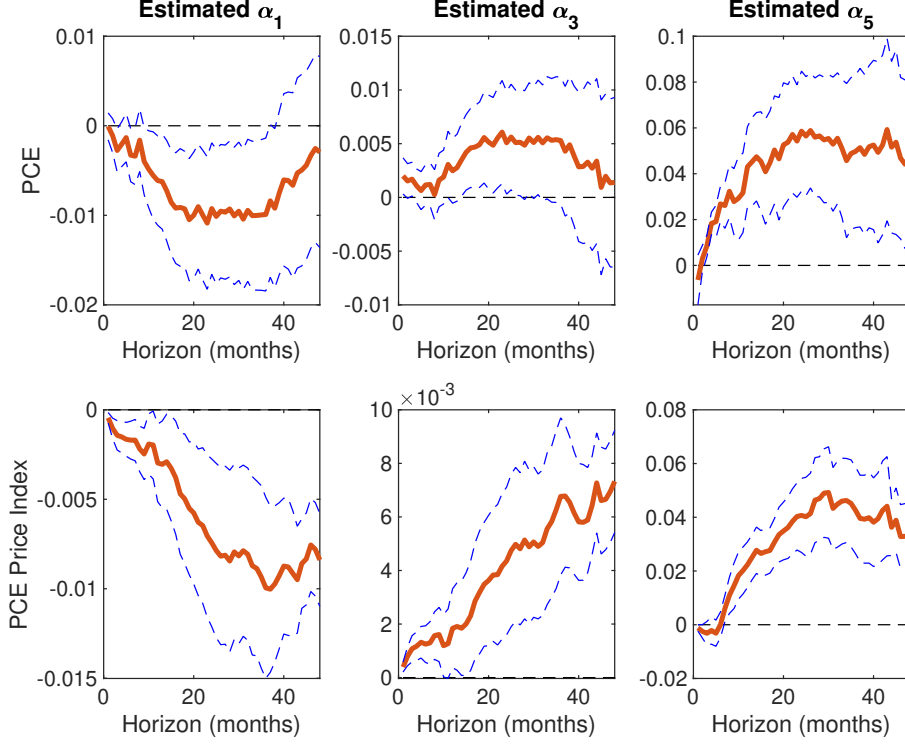 Estimated α1
Estimated α3
Estimated α5
0.01
0
-0.01
-0.02
PCE
0 20 40
Horizon (months)
0.015
0.01
0.005
0
-0.005
-0.01
0 20 40
Horizon (months)
0.1
0.08
0.06
0.04
0.02
0
0 20 40
Horizon (months)
0
-0.005
-0.01
-0.015
PCE Price Index
0 20 40
Horizon (months)
×10-3
10
8
6
4
2
0
0 20 40
Horizon (months)
0.08
0.06
0.04
0.02
0
-0.02
0 20 40
Horizon (months)